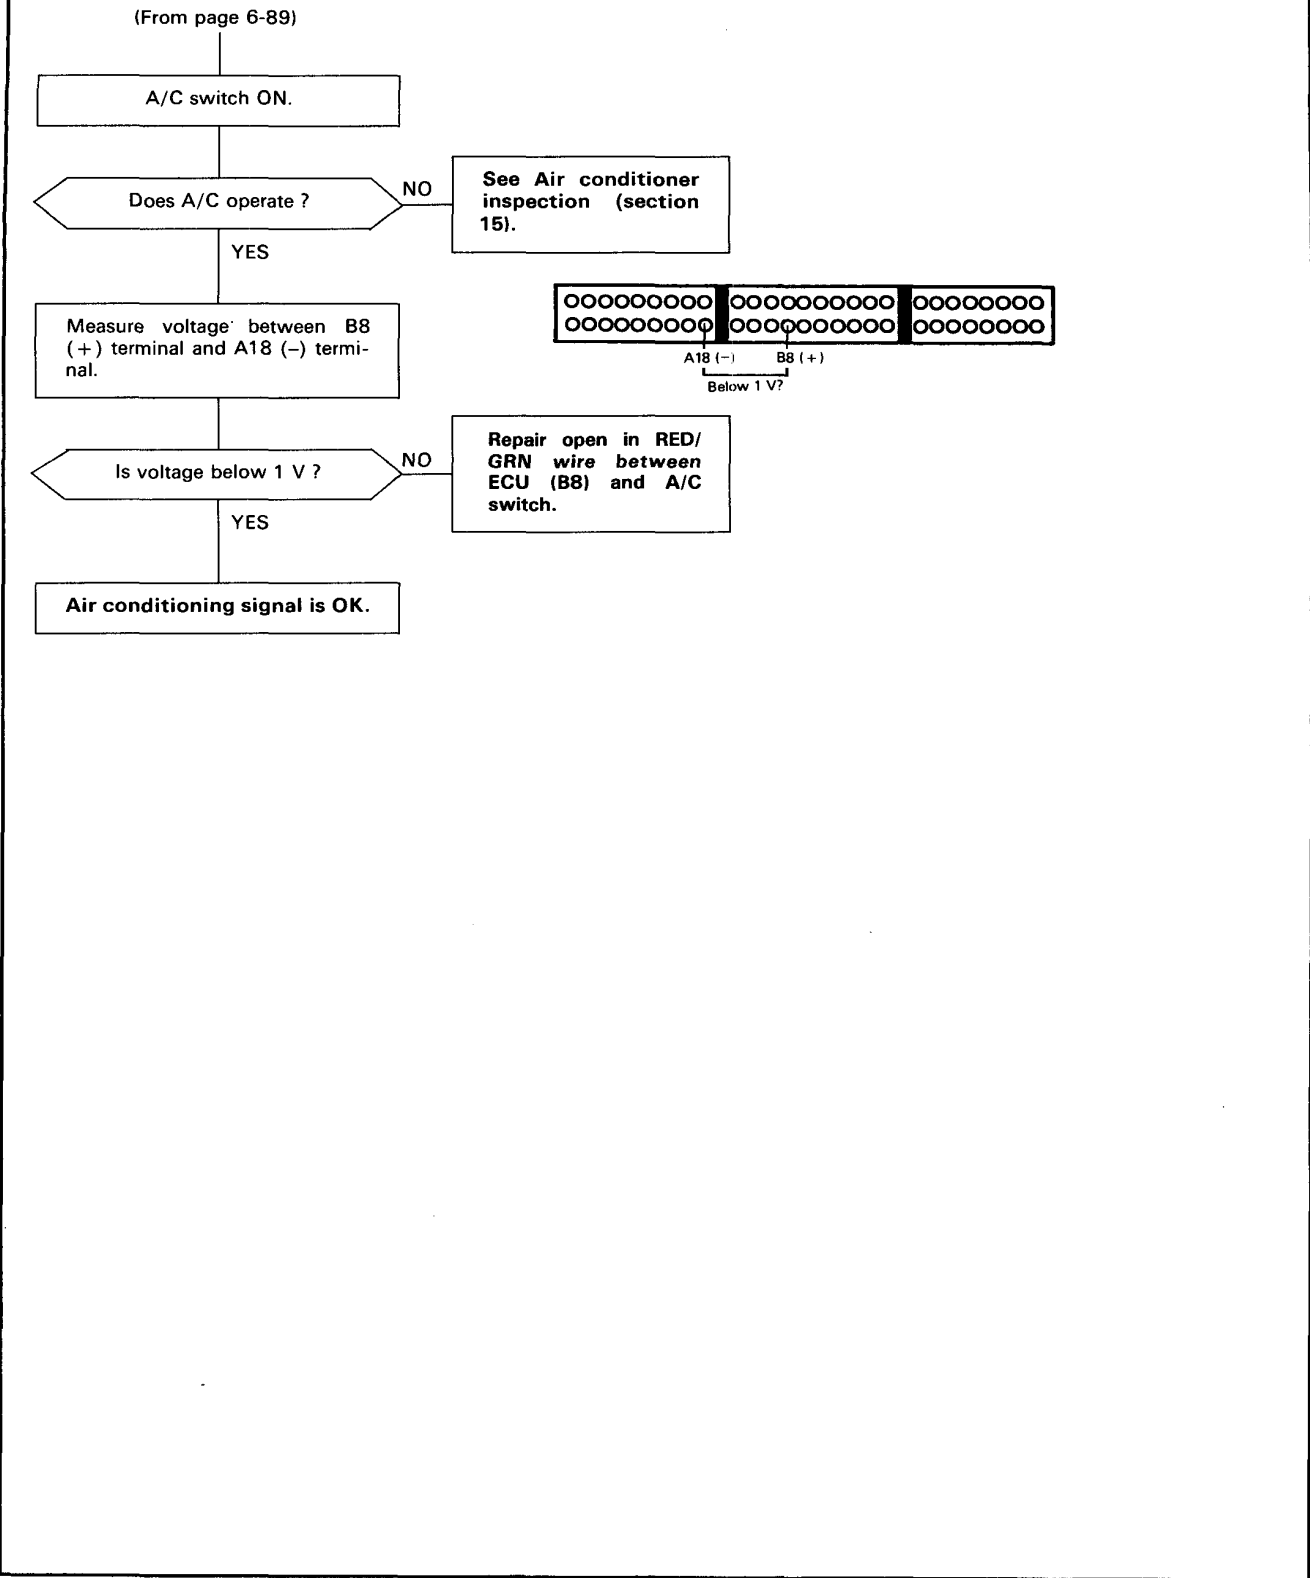 (From page 6-89)
A/C switch ON.
Does A/C operate ?
NO
See Air conditioner
inspection (section
15).
YES
Measure voltage between B8
(+) terminal and A18 (–) termi-
nal.
A18 (–) B8 (+)
Below 1 V?
Is voltage below 1 V ?
NO
Repair open in RED/
GRN wire between
ECU (B8) and A/C
switch.
YES
Air conditioning signal is OK.